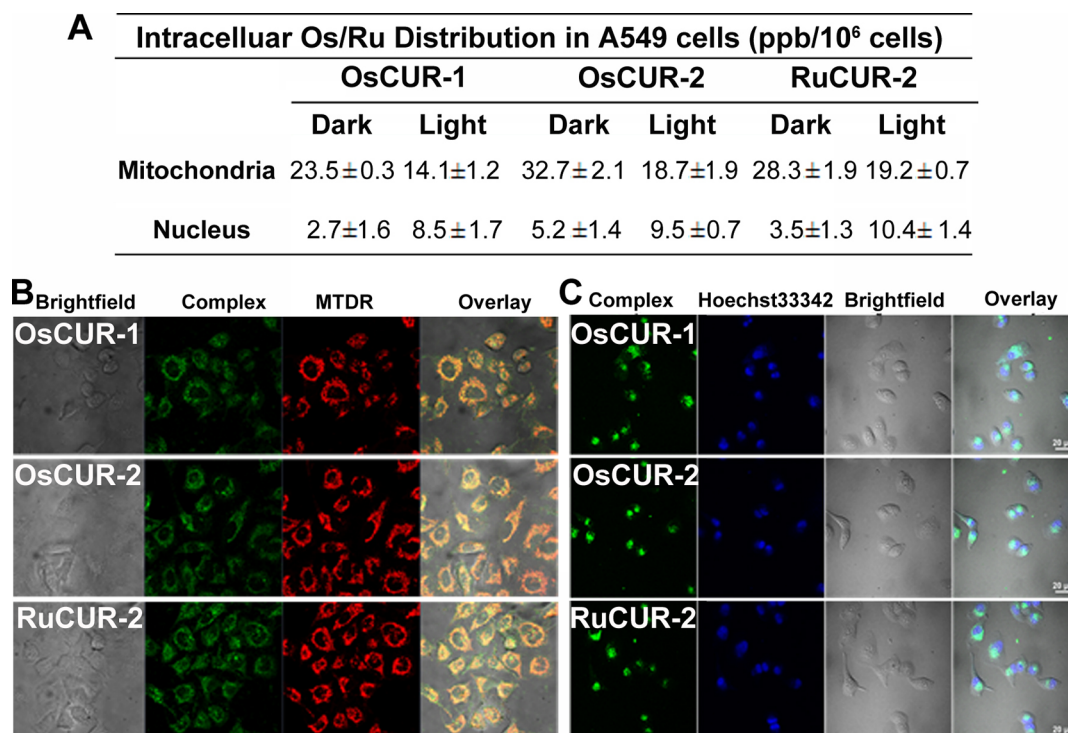 A
Intracelluar Os/Ru Distribution in A549 cells (ppb/10⁶ cells)
OsCUR-1 OsCUR-2 RuCUR-2
Dark Light Dark Light Dark Light
Mitochondria 23.5±0.3 14.1±1.2 32.7±2.1 18.7±1.9 28.3±1.9 19.2±0.7
Nucleus 2.7±1.6 8.5±1.7 5.2±1.4 9.5±0.7 3.5±1.3 10.4±1.4
B Brightfield Complex MTDR Overlay
OsCUR-1
OsCUR-2
RuCUR-2
C Complex Hoechst33342 Brightfield Overlay
OsCUR-1
20
OsCUR-2
20
RuCUR-2
20